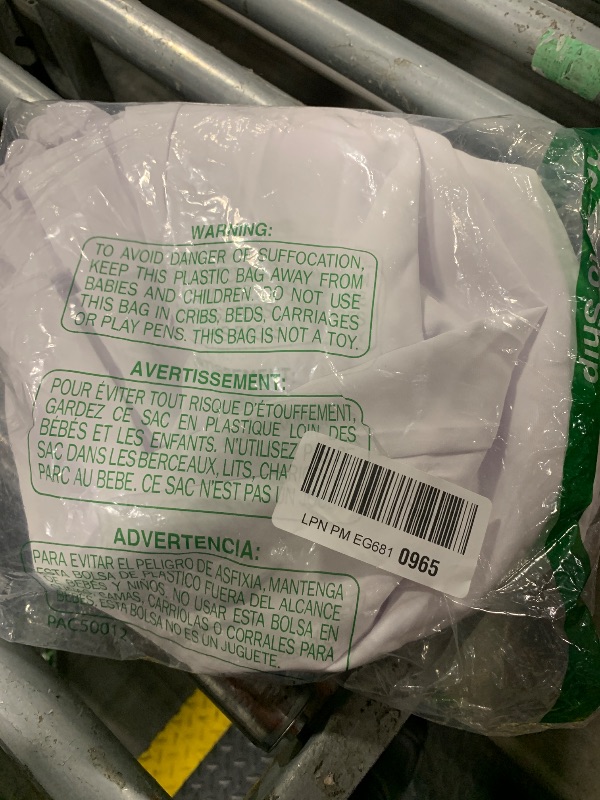 WARNING:
TO AVOID DANGER OF SUFFOCATION,
KEEP THIS PLASTIC BAG AWAY FROM
BABIES AND CHILDREN. DO NOT USE
THIS BAG IN CRIBS, BEDS, CARRIAGES
OR PLAY PENS. THIS BAG IS NOT A TOY.
AVERTISSEMENT:
POUR ÉVITER TOUT RISQUE D'ÉTOUFFEMENT,
GARDEZ CE SAC EN PLASTIQUE LOIN DES
BÉBÉS ET LES ENFANTS. N'UTILISEZ
SAC DANS LES BERCEAUX, LITS,
PARC AU BEBE. CE SAC N'EST PAS
LPN PM EG681 0965
ADVERTENCIA:
PARA EVITAR EL PELIGRO DE ASFIXIA, MANTENGA
ESTA BOLSA DE PLASTICO FUERA DEL ALCANCE
DE BEBES Y NIÑOS. NO USAR ESTA BOLSA EN
CAMAS, CARRIOLAS O CORRALES PARA
ESTA BOLSA NO ES UN JUGUETE.
PAC50012
to Ship